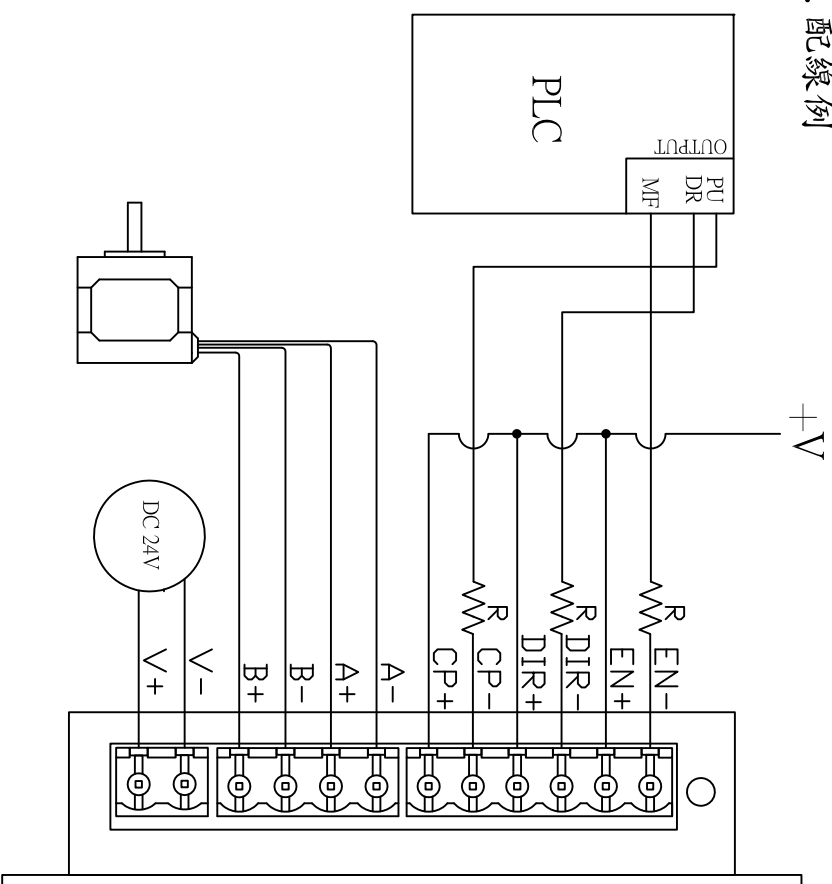 . 配線例
PLC
OUTPUT
PU
DR
MF
+V
DC 24V
R
R
R
EN-
EN+
DIR-
DIR+
CP-
CP+
A-
A+
B-
B+
V-
V+